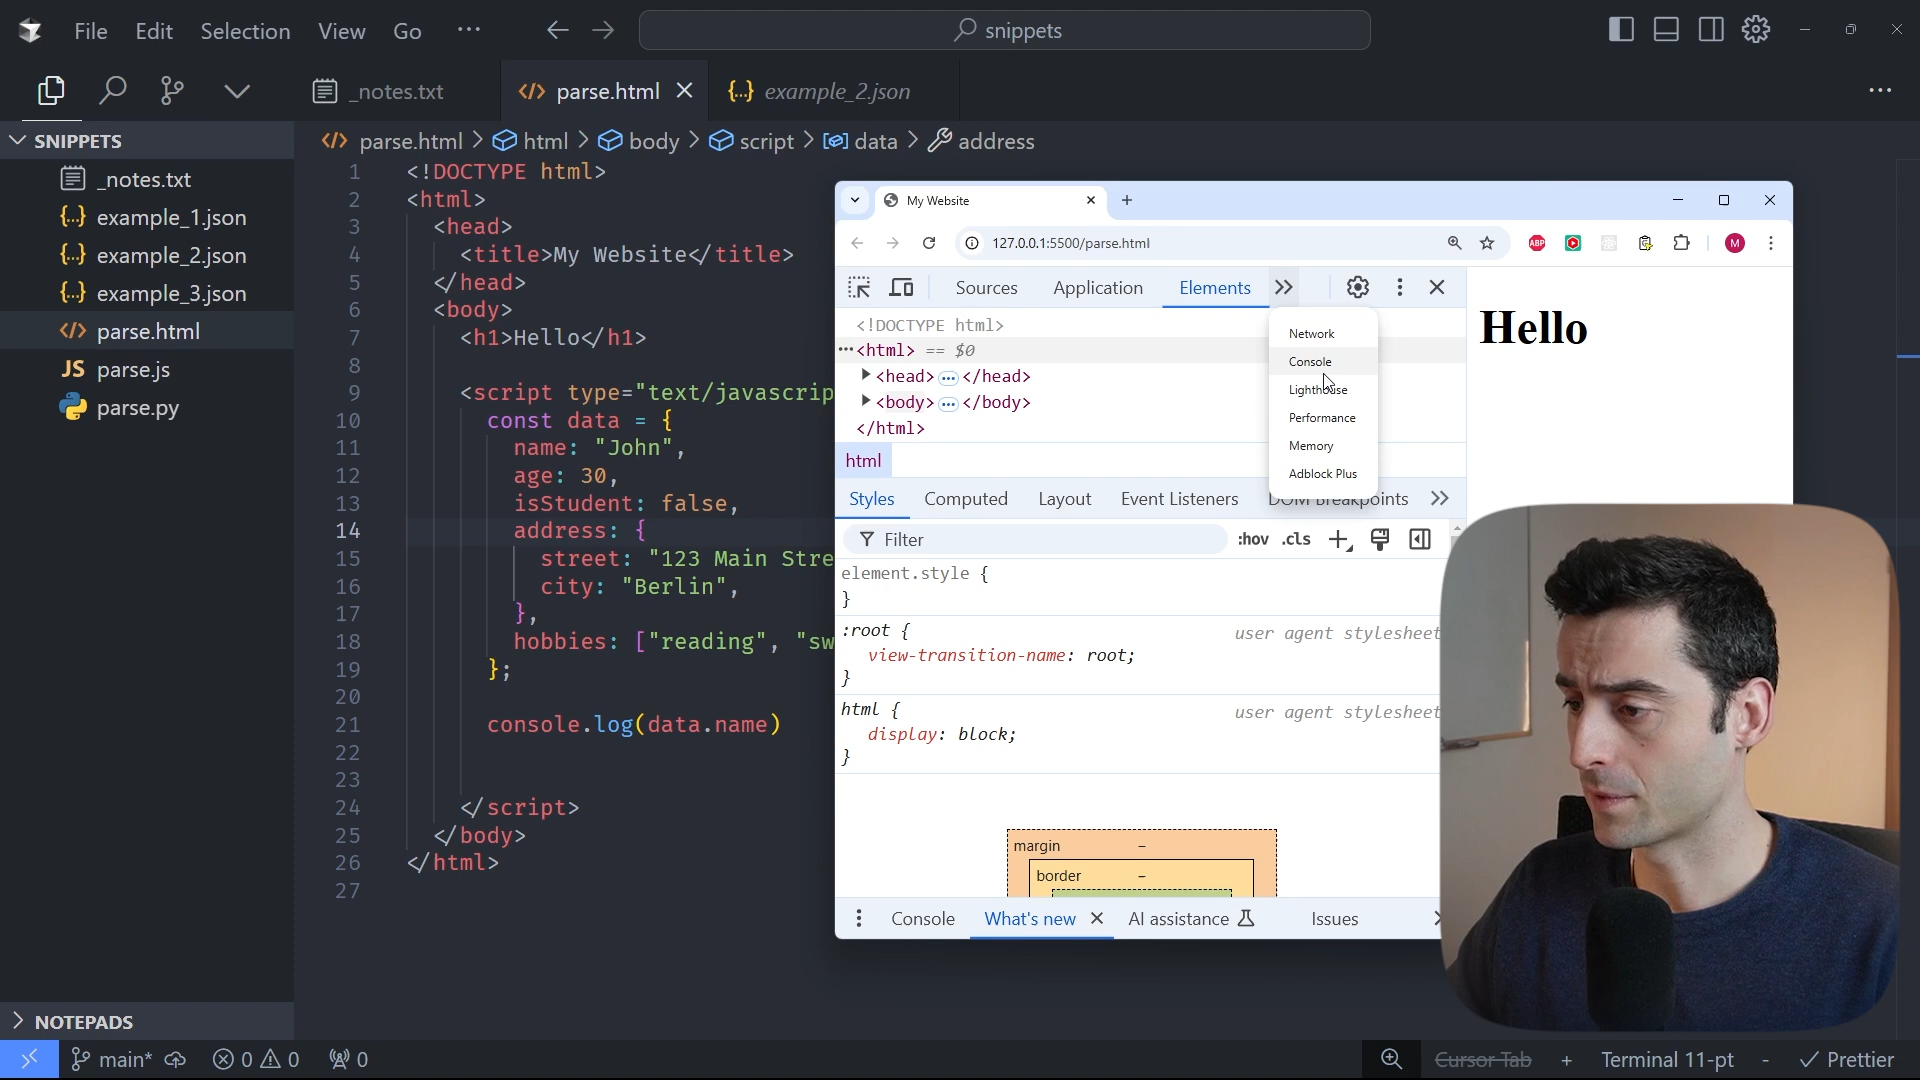 File Edit Selection View Go ···
snippets
_notes.txt
parse.html
example_2.json
SNIPPETS
_notes.txt
example_1.json
example_2.json
example_3.json
parse.html
JS parse.js
parse.py
NOTEPADS
parse.html > html > body > script > data > address
1 <!DOCTYPE html>
2 <html>
3 <head>
4 <title>My Website</title>
5 </head>
6 <body>
7 <h1>Hello</h1>
8
9 <script type="text/javascrip
10 const data = {
11 name: "John",
12 age: 30,
13 isStudent: false,
14 address: {
15 street: "123 Main Stre
16 city: "Berlin",
17 },
18 hobbies: ["reading", "sw
19 };
20
21 console.log(data.name)
22
23
24 </script>
25 </body>
26 </html>
27
My Website
127.0.0.1:5500/parse.html
ABP
M
Sources Application Elements
<!DOCTYPE html>
<html> == $0
<head> ··· </head>
<body> ··· </body>
</html>
Network
Console
Lighthouse
Performance
Memory
Adblock Plus
Hello
html
Styles Computed Layout Event Listeners DOM Breakpoints
Filter :hov .cls
element.style {
}
:root { user agent stylesheet
view-transition-name: root;
}
html { user agent stylesheet
display: block;
}
margin –
border –
Console What's new AI assistance Issues
main* 0 0 0
Cursor Tab + Terminal 11-pt - Prettier